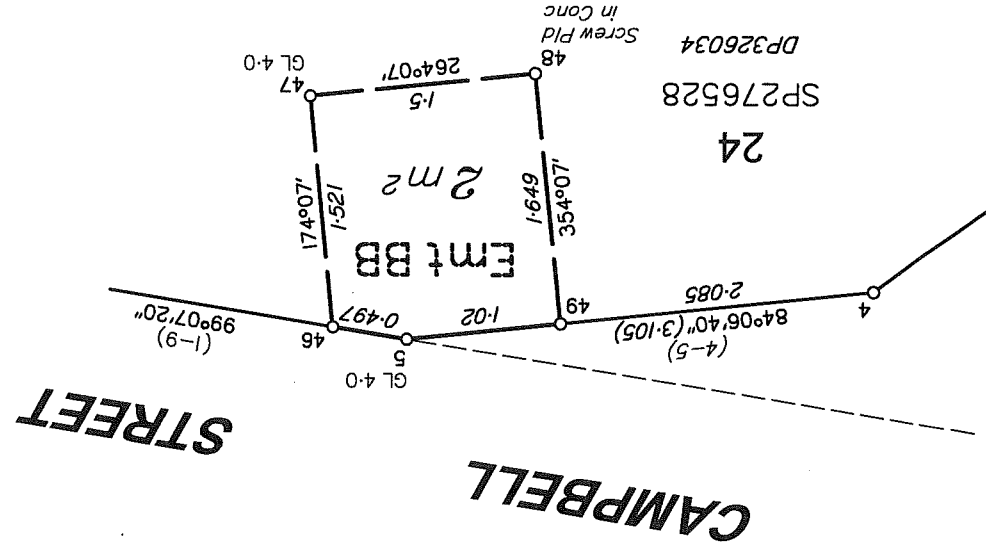 CAMPBELL
STREET
GL 4·0
5
(4-5)
84°06'40" (3·105)
4
2·085
49
1·02
0·497
46
(1-9)
99°07'20"
Emt BB
2m²
354°07'
1·649
1·521
174°07'
24
SP276528
DP326034
1·5
264°07'
48
Screw Pld
in Conc
47
GL 4·0